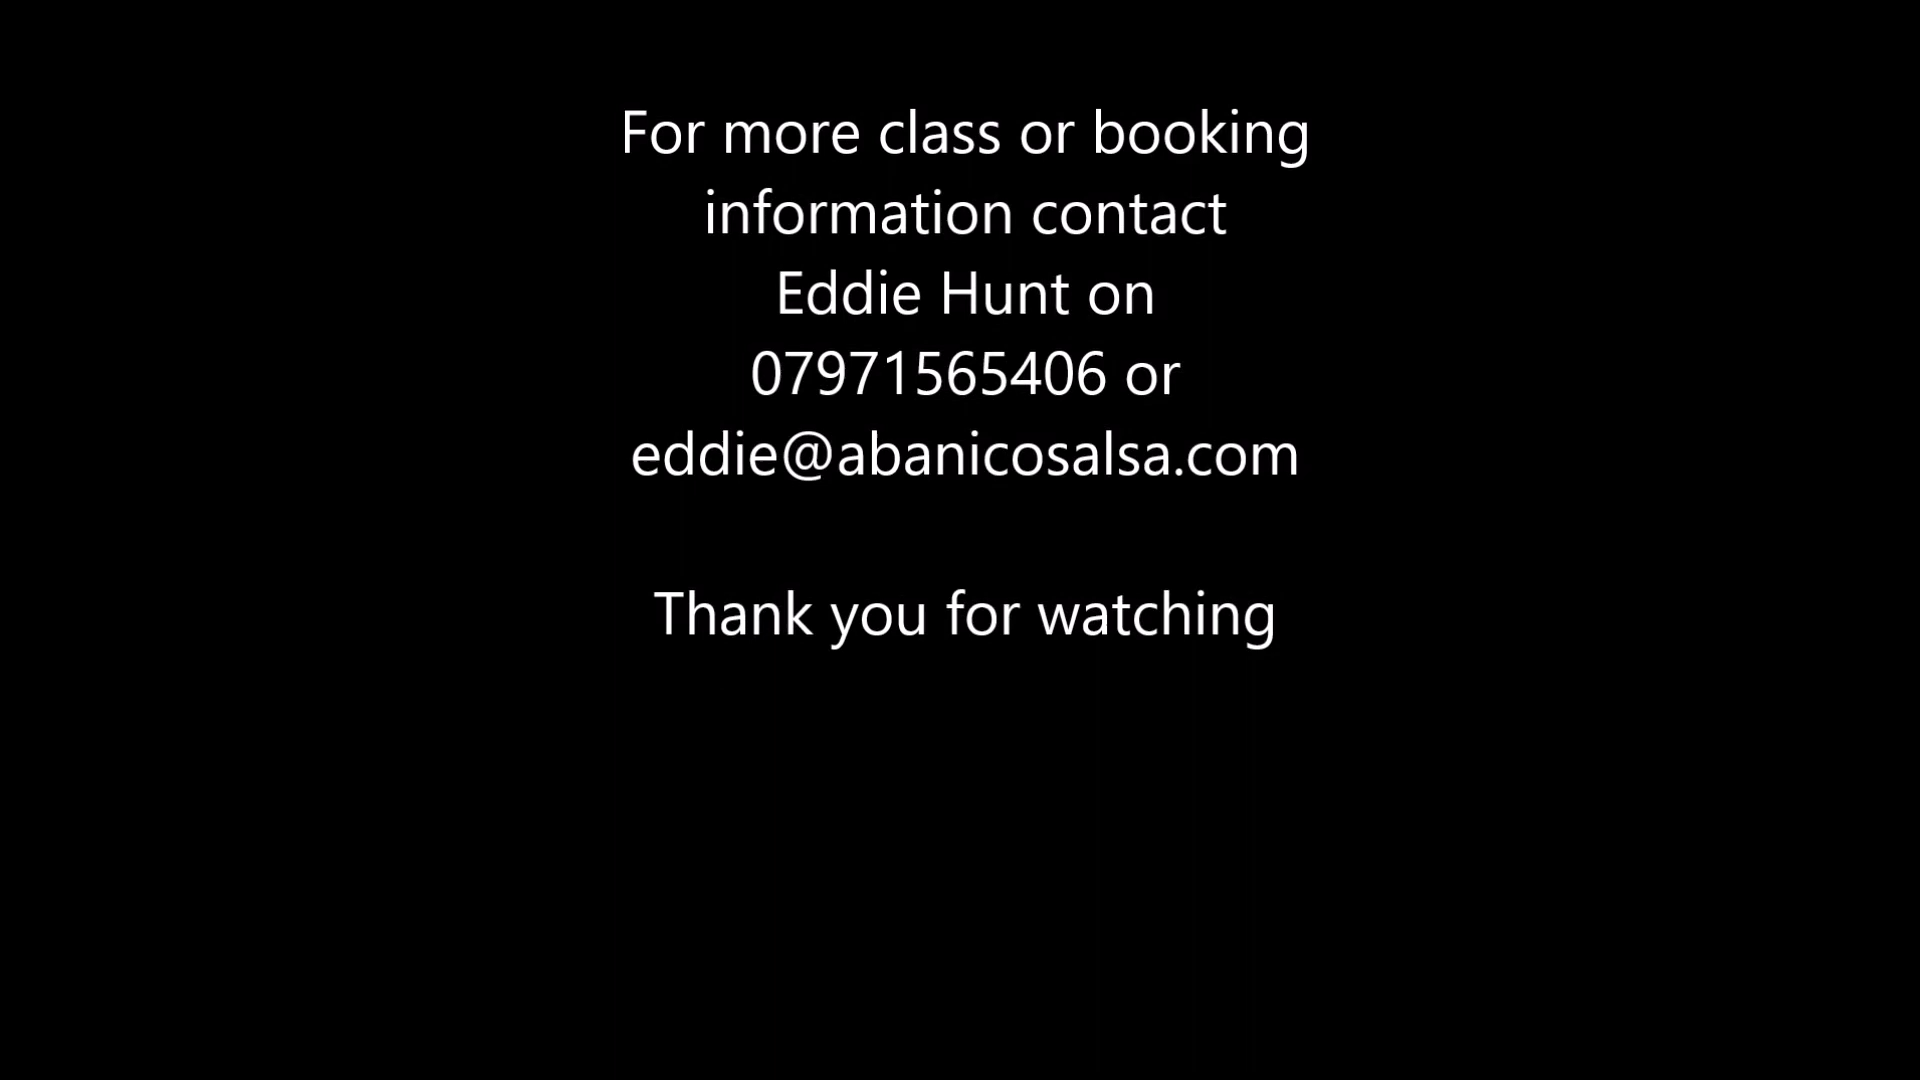 For more class or booking
information contact
Eddie Hunt on
07971565406 or
eddie@abanicosalsa.com
Thank you for watching